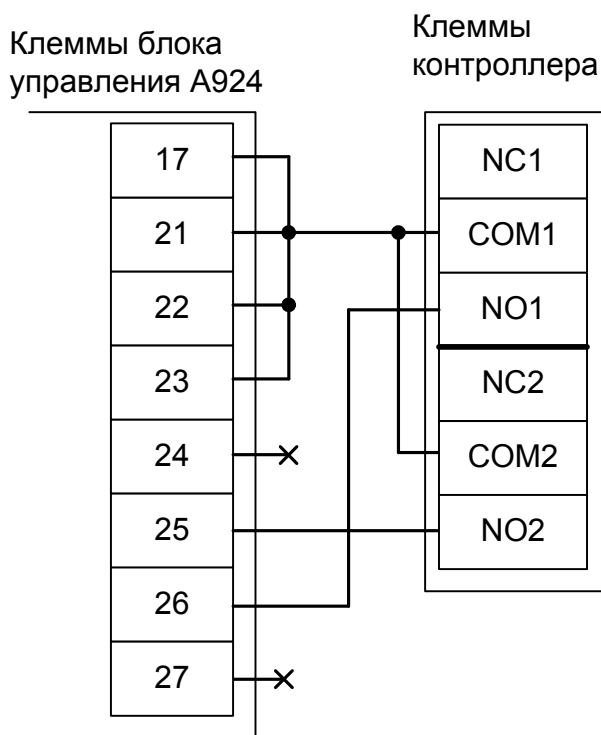 Клеммы блока
управления A924
Клеммы
контроллера
17
21
22
23
24
25
26
27
NC1
COM1
NO1
NC2
COM2
NO2